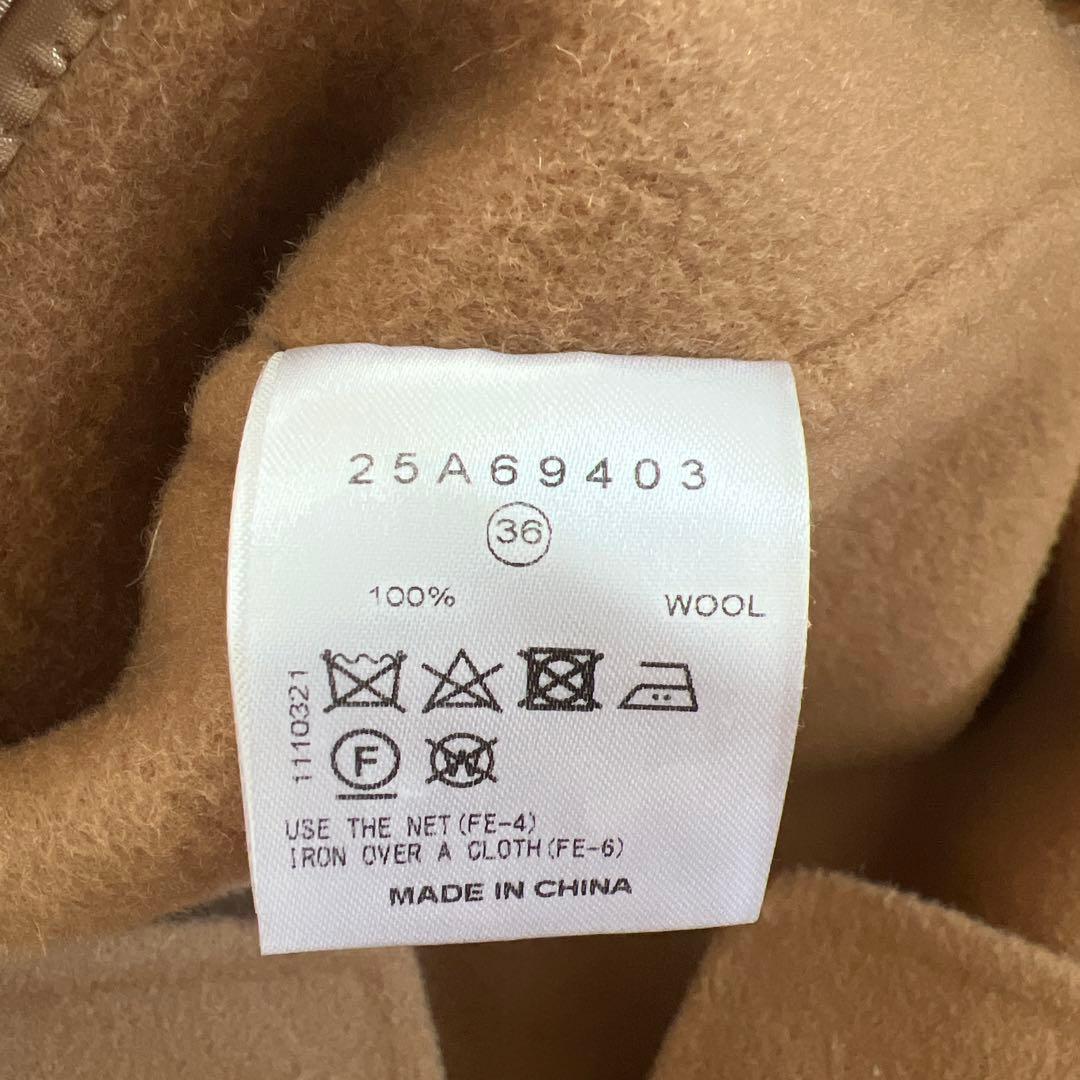 25A69403
36
100% WOOL
1110321
F
W
USE THE NET(FE-4)
IRON OVER A CLOTH(FE-6)
MADE IN CHINA